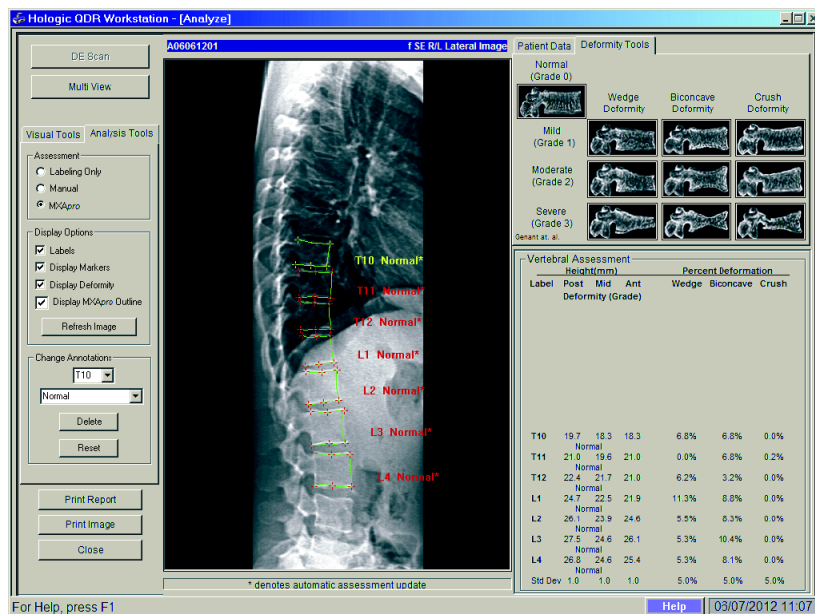 Hologic QDR Workstation - [Analyze]
DE Scan
Multi View
Visual Tools Analysis Tools
Assessment
Labeling Only
Manual
MXApro
Display Options
Labels
Display Markers
Display Deformity
Display MXApro Outline
Refresh Image
Change Annotation:
T10
Normal
Delete
Reset
Print Report
Print Image
Close
A06061201 f SE R/L Lateral Image
T10 Normal*
T11 Normal*
T12 Normal*
L1 Normal*
L2 Normal*
L3 Normal*
L4 Normal*
* denotes automatic assessment update
Patient Data Deformity Tools
Normal
(Grade 0)
Wedge Biconcave Crush
Deformity Deformity Deformity
Mild
(Grade 1)
Moderate
(Grade 2)
Severe
(Grade 3)
Genant at. al.
Vertebral Assessment
Height(mm) Percent Deformation
Label Post Mid Ant Wedge Biconcave Crush
Deformity (Grade)
T10 19.7 18.3 18.3 6.8% 6.8% 0.0%
Normal
T11 21.0 19.6 21.0 0.0% 6.8% 0.2%
Normal
T12 22.4 21.7 21.0 6.2% 3.2% 0.0%
Normal
L1 24.7 22.5 21.9 11.3% 8.8% 0.0%
Normal
L2 26.1 23.9 24.6 5.5% 8.3% 0.0%
Normal
L3 27.5 24.6 26.1 5.3% 10.4% 0.0%
Normal
L4 26.8 24.6 25.4 5.3% 8.1% 0.0%
Normal
Std Dev 1.0 1.0 1.0 5.0% 5.0% 5.0%
For Help, press F1
Help
06/07/2012 11:07